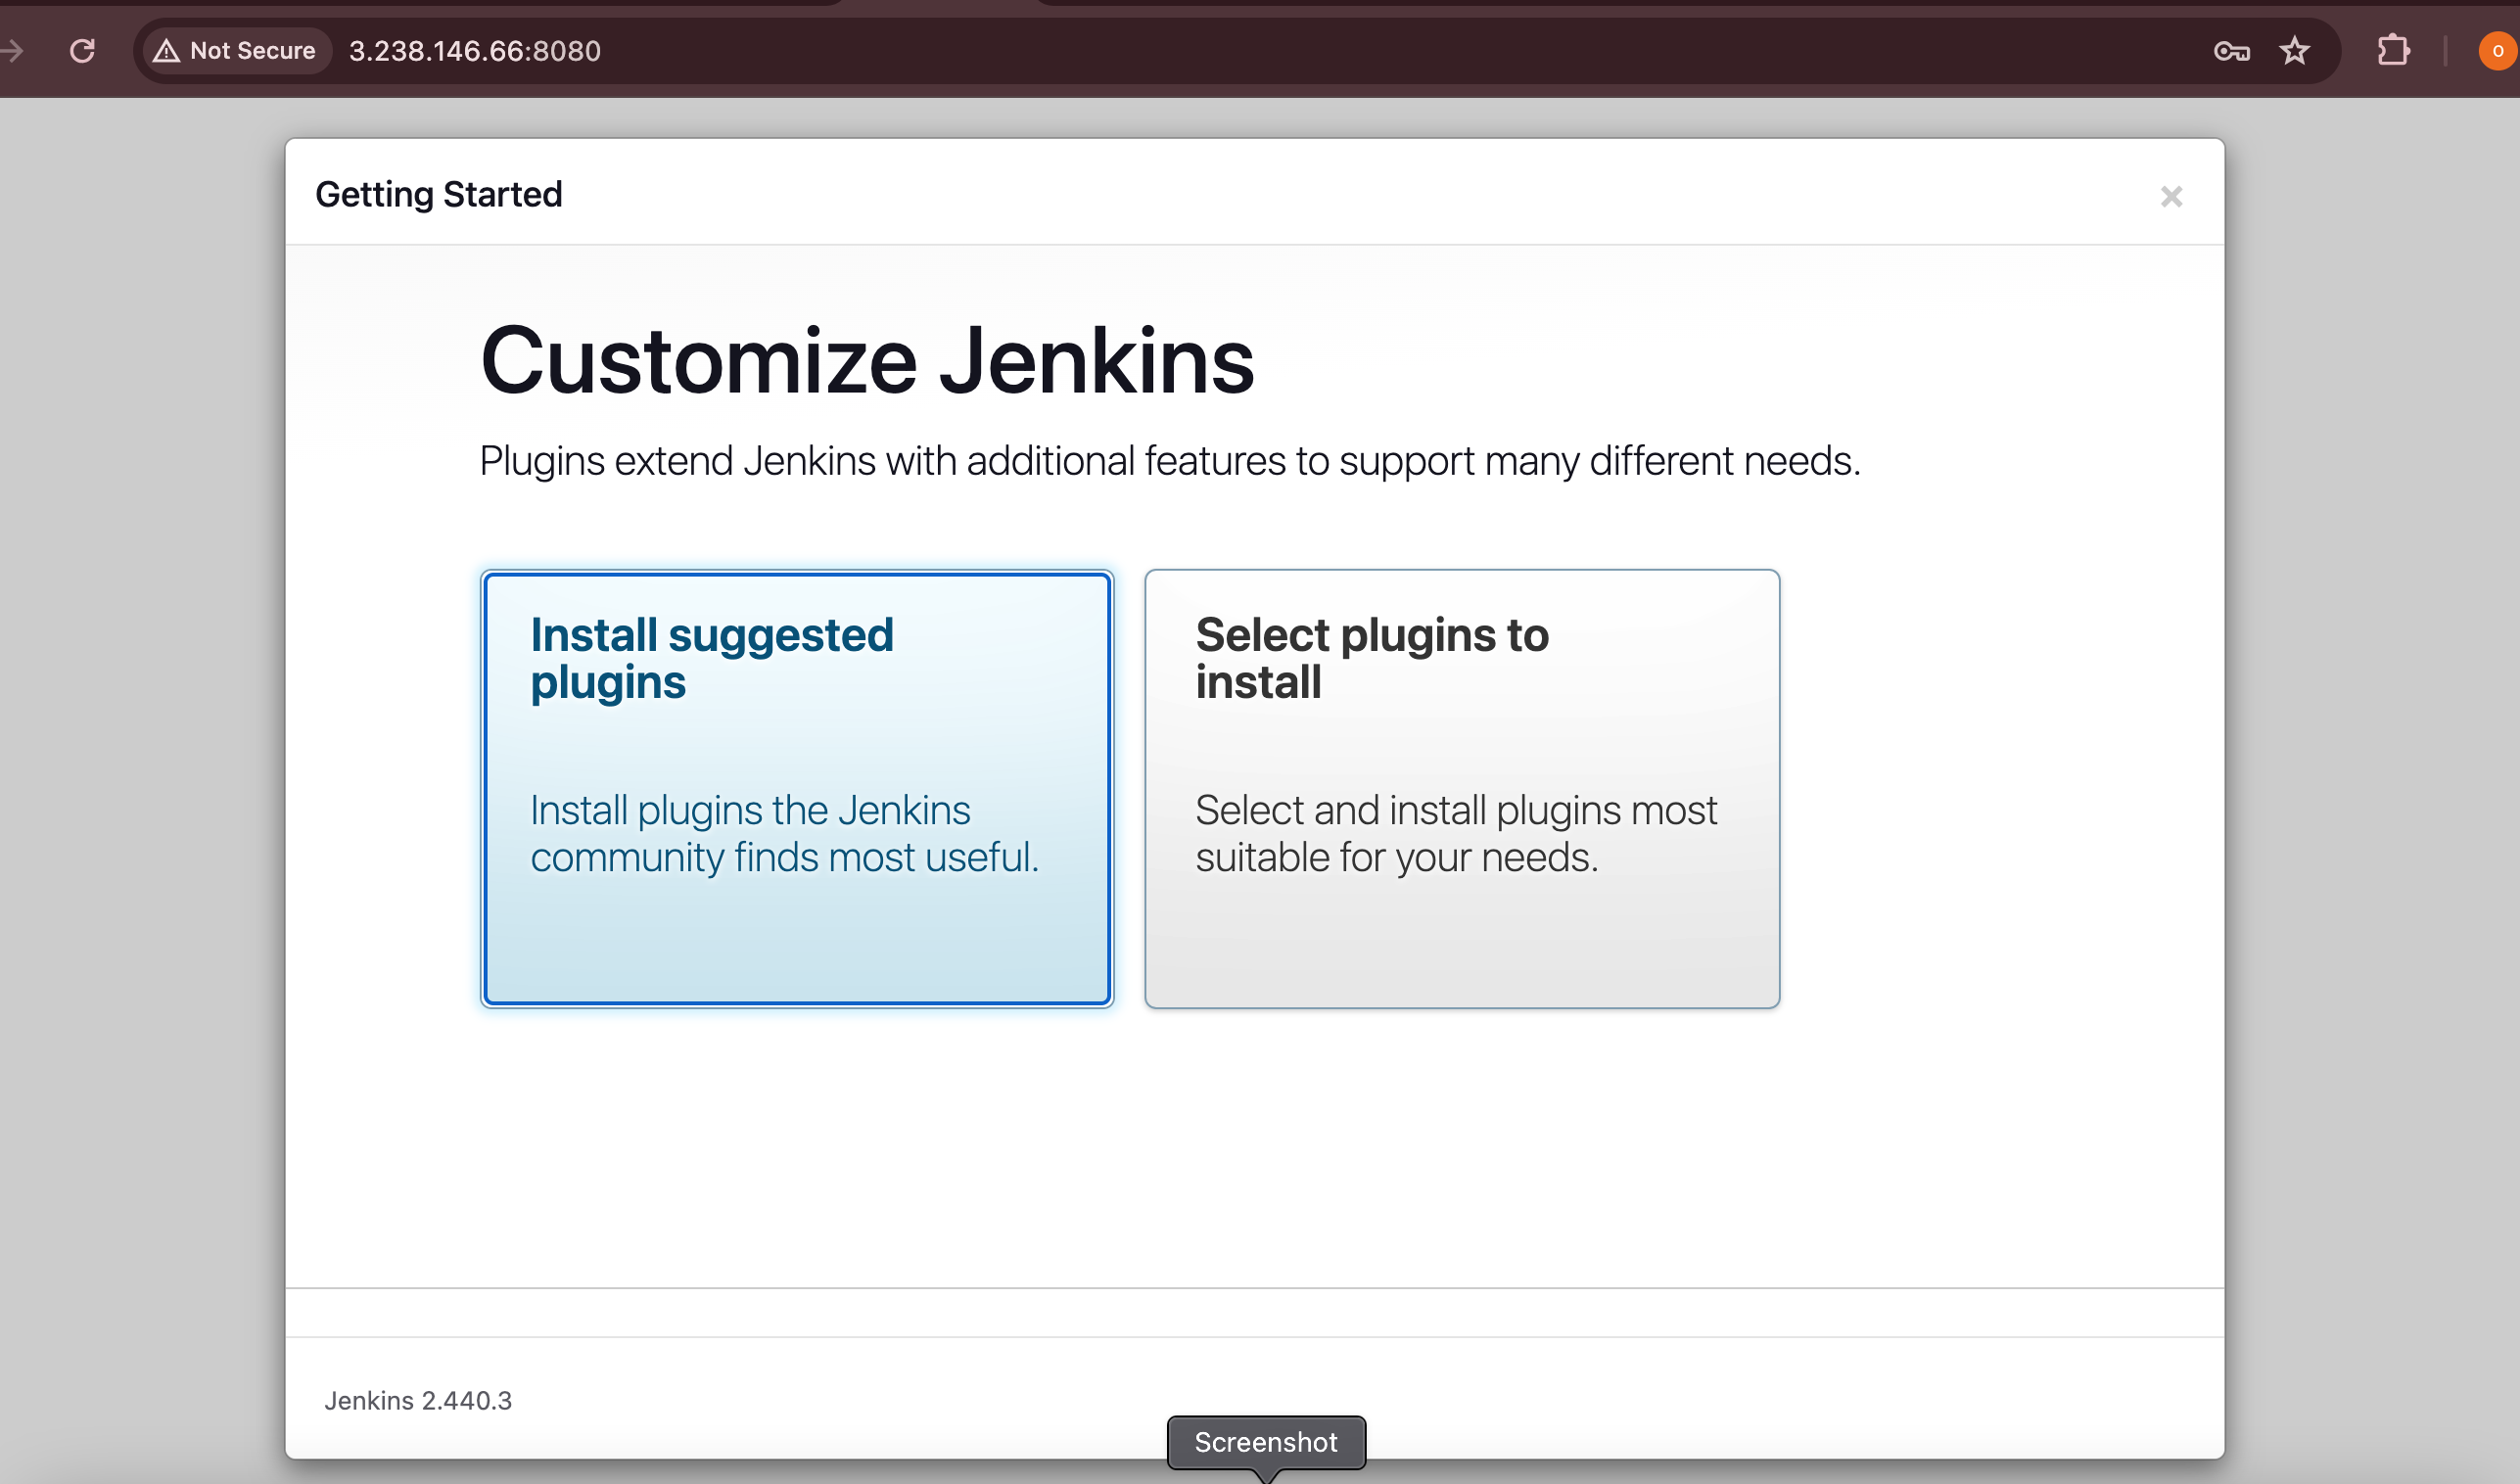 Not Secure 3.238.146.66:8080
o
Getting Started
×
Customize Jenkins
Plugins extend Jenkins with additional features to support many different needs.
Install suggested
plugins
Install plugins the Jenkins
community finds most useful.
Select plugins to
install
Select and install plugins most
suitable for your needs.
Jenkins 2.440.3
Screenshot